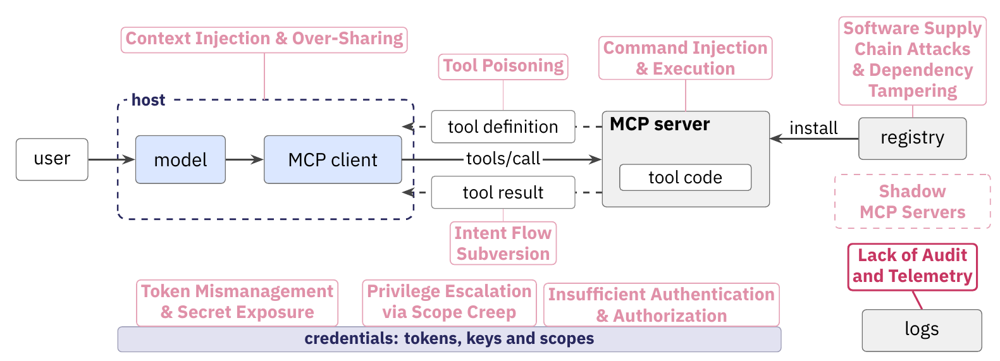 Context Injection & Over-Sharing
Tool Poisoning
Command Injection
& Execution
Software Supply
Chain Attacks
& Dependency
Tampering
host
user
model
MCP client
tool definition
tools/call
tool result
MCP server
tool code
install
registry
Intent Flow
Subversion
Shadow
MCP Servers
Lack of Audit
and Telemetry
logs
Token Mismanagement
& Secret Exposure
Privilege Escalation
via Scope Creep
Insufficient Authentication
& Authorization
credentials: tokens, keys and scopes